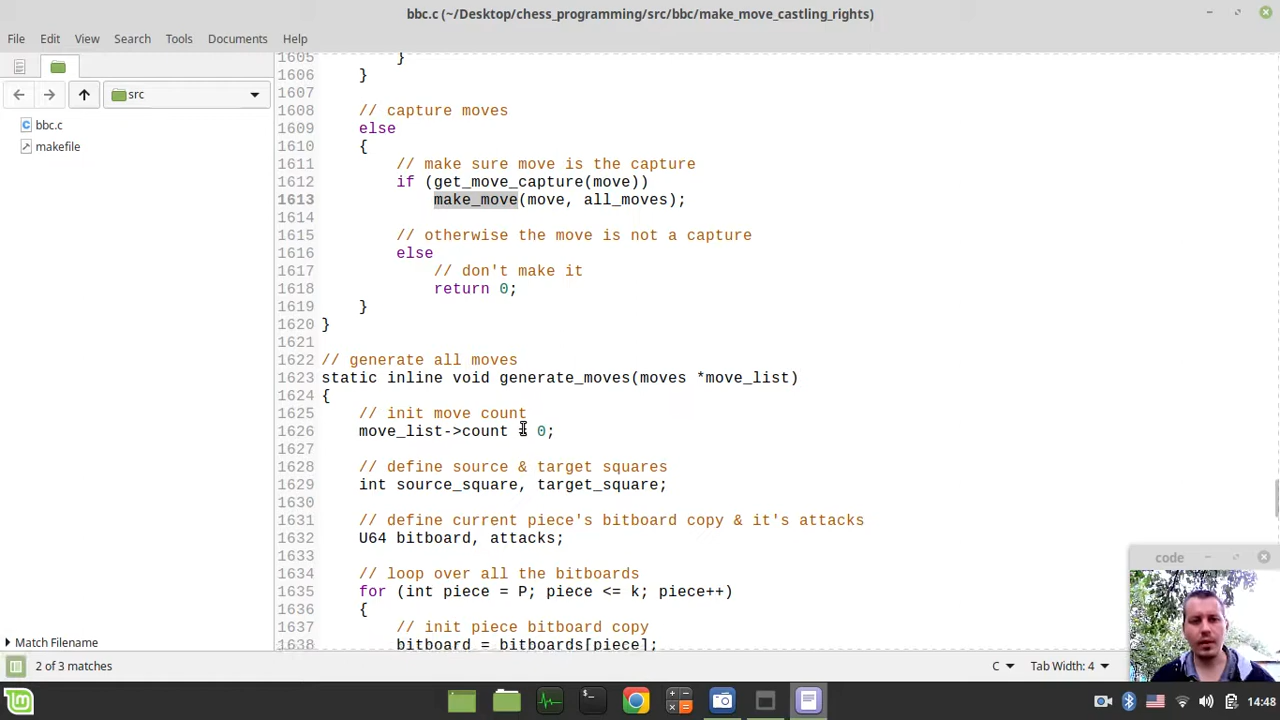 bbc.c (~/Desktop/chess_programming/src/bbc/make_move_castling_rights)
File Edit View Search Tools Documents Help
src
bbc.c
makefile
Match Filename
1605 }
1606 }
1607
1608 // capture moves
1609 else
1610 {
1611 // make sure move is the capture
1612 if (get_move_capture(move))
1613 make_move(move, all_moves);
1614
1615 // otherwise the move is not a capture
1616 else
1617 // don't make it
1618 return 0;
1619 }
1620 }
1621
1622 // generate all moves
1623 static inline void generate_moves(moves *move_list)
1624 {
1625 // init move count
1626 move_list->count = 0;
1627
1628 // define source & target squares
1629 int source_square, target_square;
1630
1631 // define current piece's bitboard copy & it's attacks
1632 U64 bitboard, attacks;
1633
1634 // loop over all the bitboards
1635 for (int piece = P; piece <= k; piece++)
1636 {
1637 // init piece bitboard copy
1638 bitboard = bitboards[piece];
code
2 of 3 matches
C
Tab Width: 4
14:48